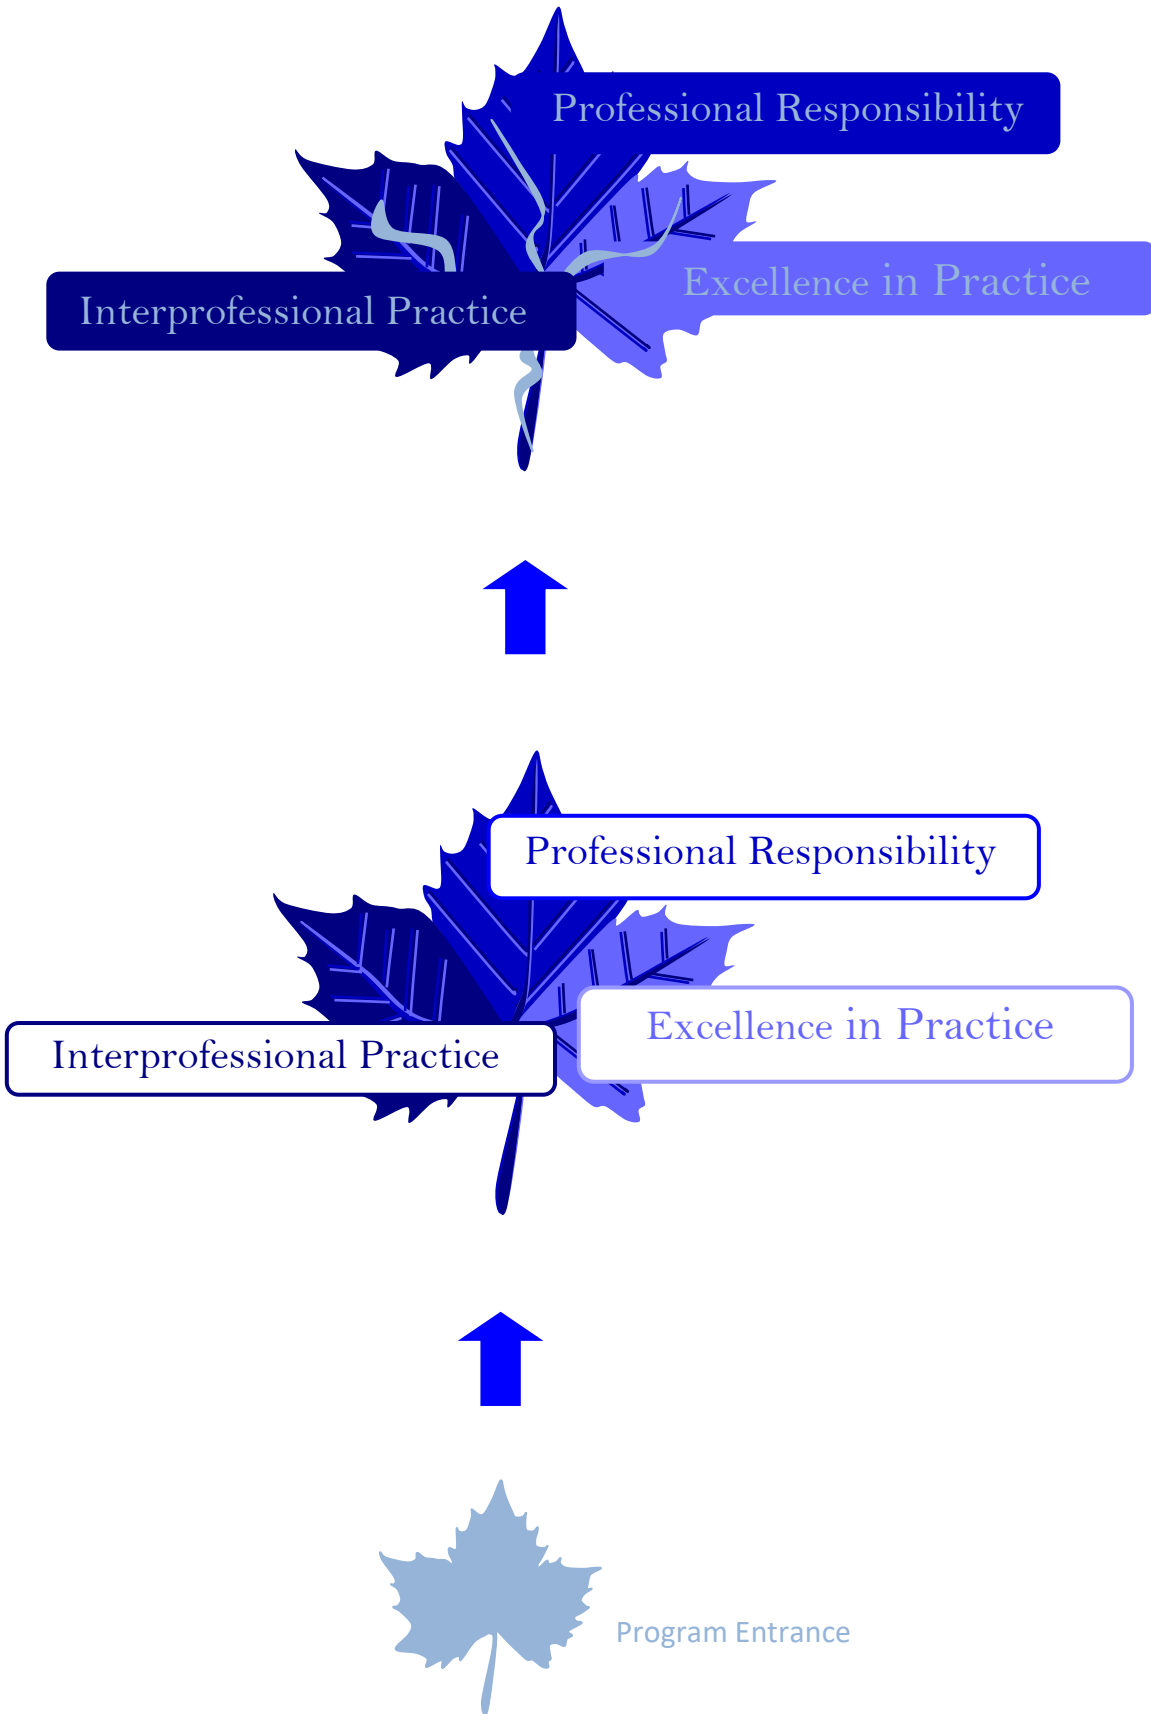 Professional Responsibility
Excellence in Practice
Interprofessional Practice
Professional Responsibility
Excellence in Practice
Interprofessional Practice
Program Entrance